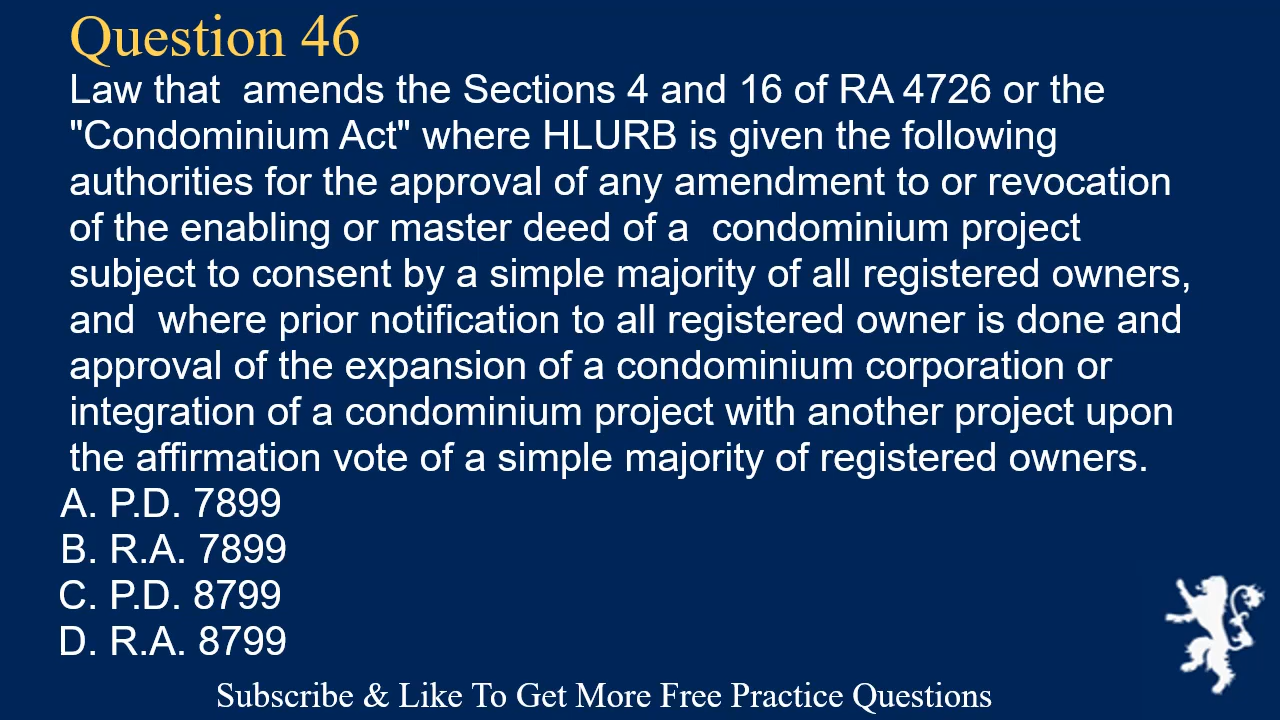 Question 46
Law that  amends the Sections 4 and 16 of RA 4726 or the
"Condominium Act" where HLURB is given the following
authorities for the approval of any amendment to or revocation
of the enabling or master deed of a  condominium project
subject to consent by a simple majority of all registered owners,
and  where prior notification to all registered owner is done and
approval of the expansion of a condominium corporation or
integration of a condominium project with another project upon
the affirmation vote of a simple majority of registered owners.
A. P.D. 7899
B. R.A. 7899
C. P.D. 8799
D. R.A. 8799
Subscribe & Like To Get More Free Practice Questions